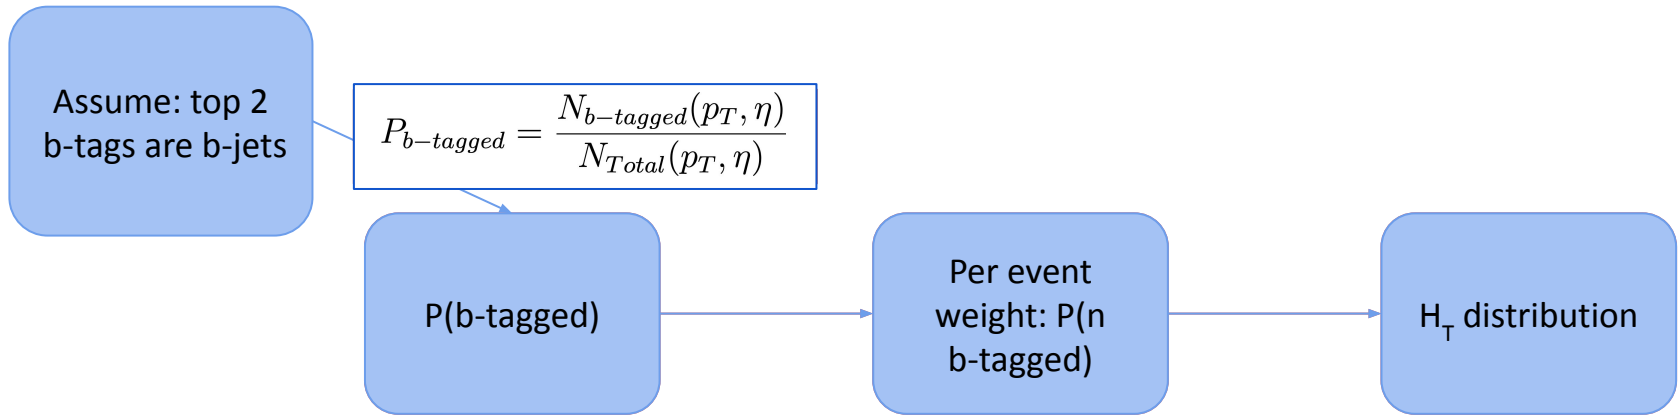 Assume: top 2
b-tags are b-jets
P_{b-tagged} = \frac{N_{b-tagged}(p_T, η)}{N_{Total}(p_T, η)}
P(b-tagged)
Per event
weight: P(n
b-tagged)
H_T distribution